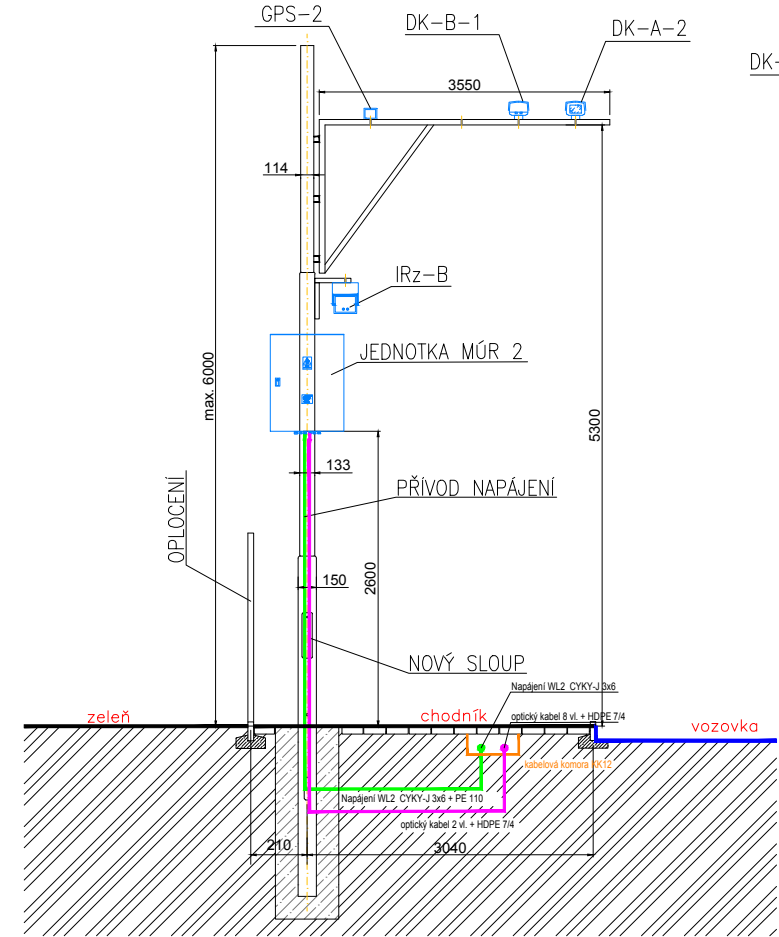 GPS-2
DK-B-1
DK-A-2
DK-
3550
114
IRz-B
JEDNOTKA MÚR 2
max. 6000
5300
133
PŘÍVOD NAPÁJENÍ
OPLOCENÍ
150
2600
NOVÝ SLOUP
Napájení WL2 CYKY-J 3x6
zeleň
chodník
optický kabel 8 vl. + HDPE 7/4
vozovka
kabelová komora KK12
Napájení WL2 CYKY-J 3x6 + PE 110
optický kabel 2 vl. + HDPE 7/4
210
3040